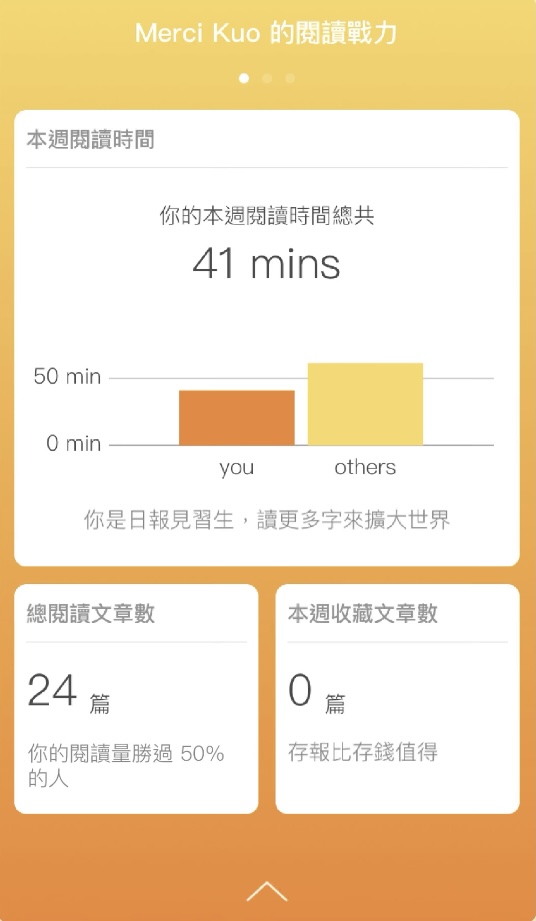 Merci Kuo 的閱讀戰力
本週閱讀時間
你的本週閱讀時間總共
41 mins
50 min
0 min
you
others
你是日報見習生，讀更多字來擴大世界
總閱讀文章數
24 篇
你的閱讀量勝過 50%
的人
本週收藏文章數
0 篇
存報比存錢值得